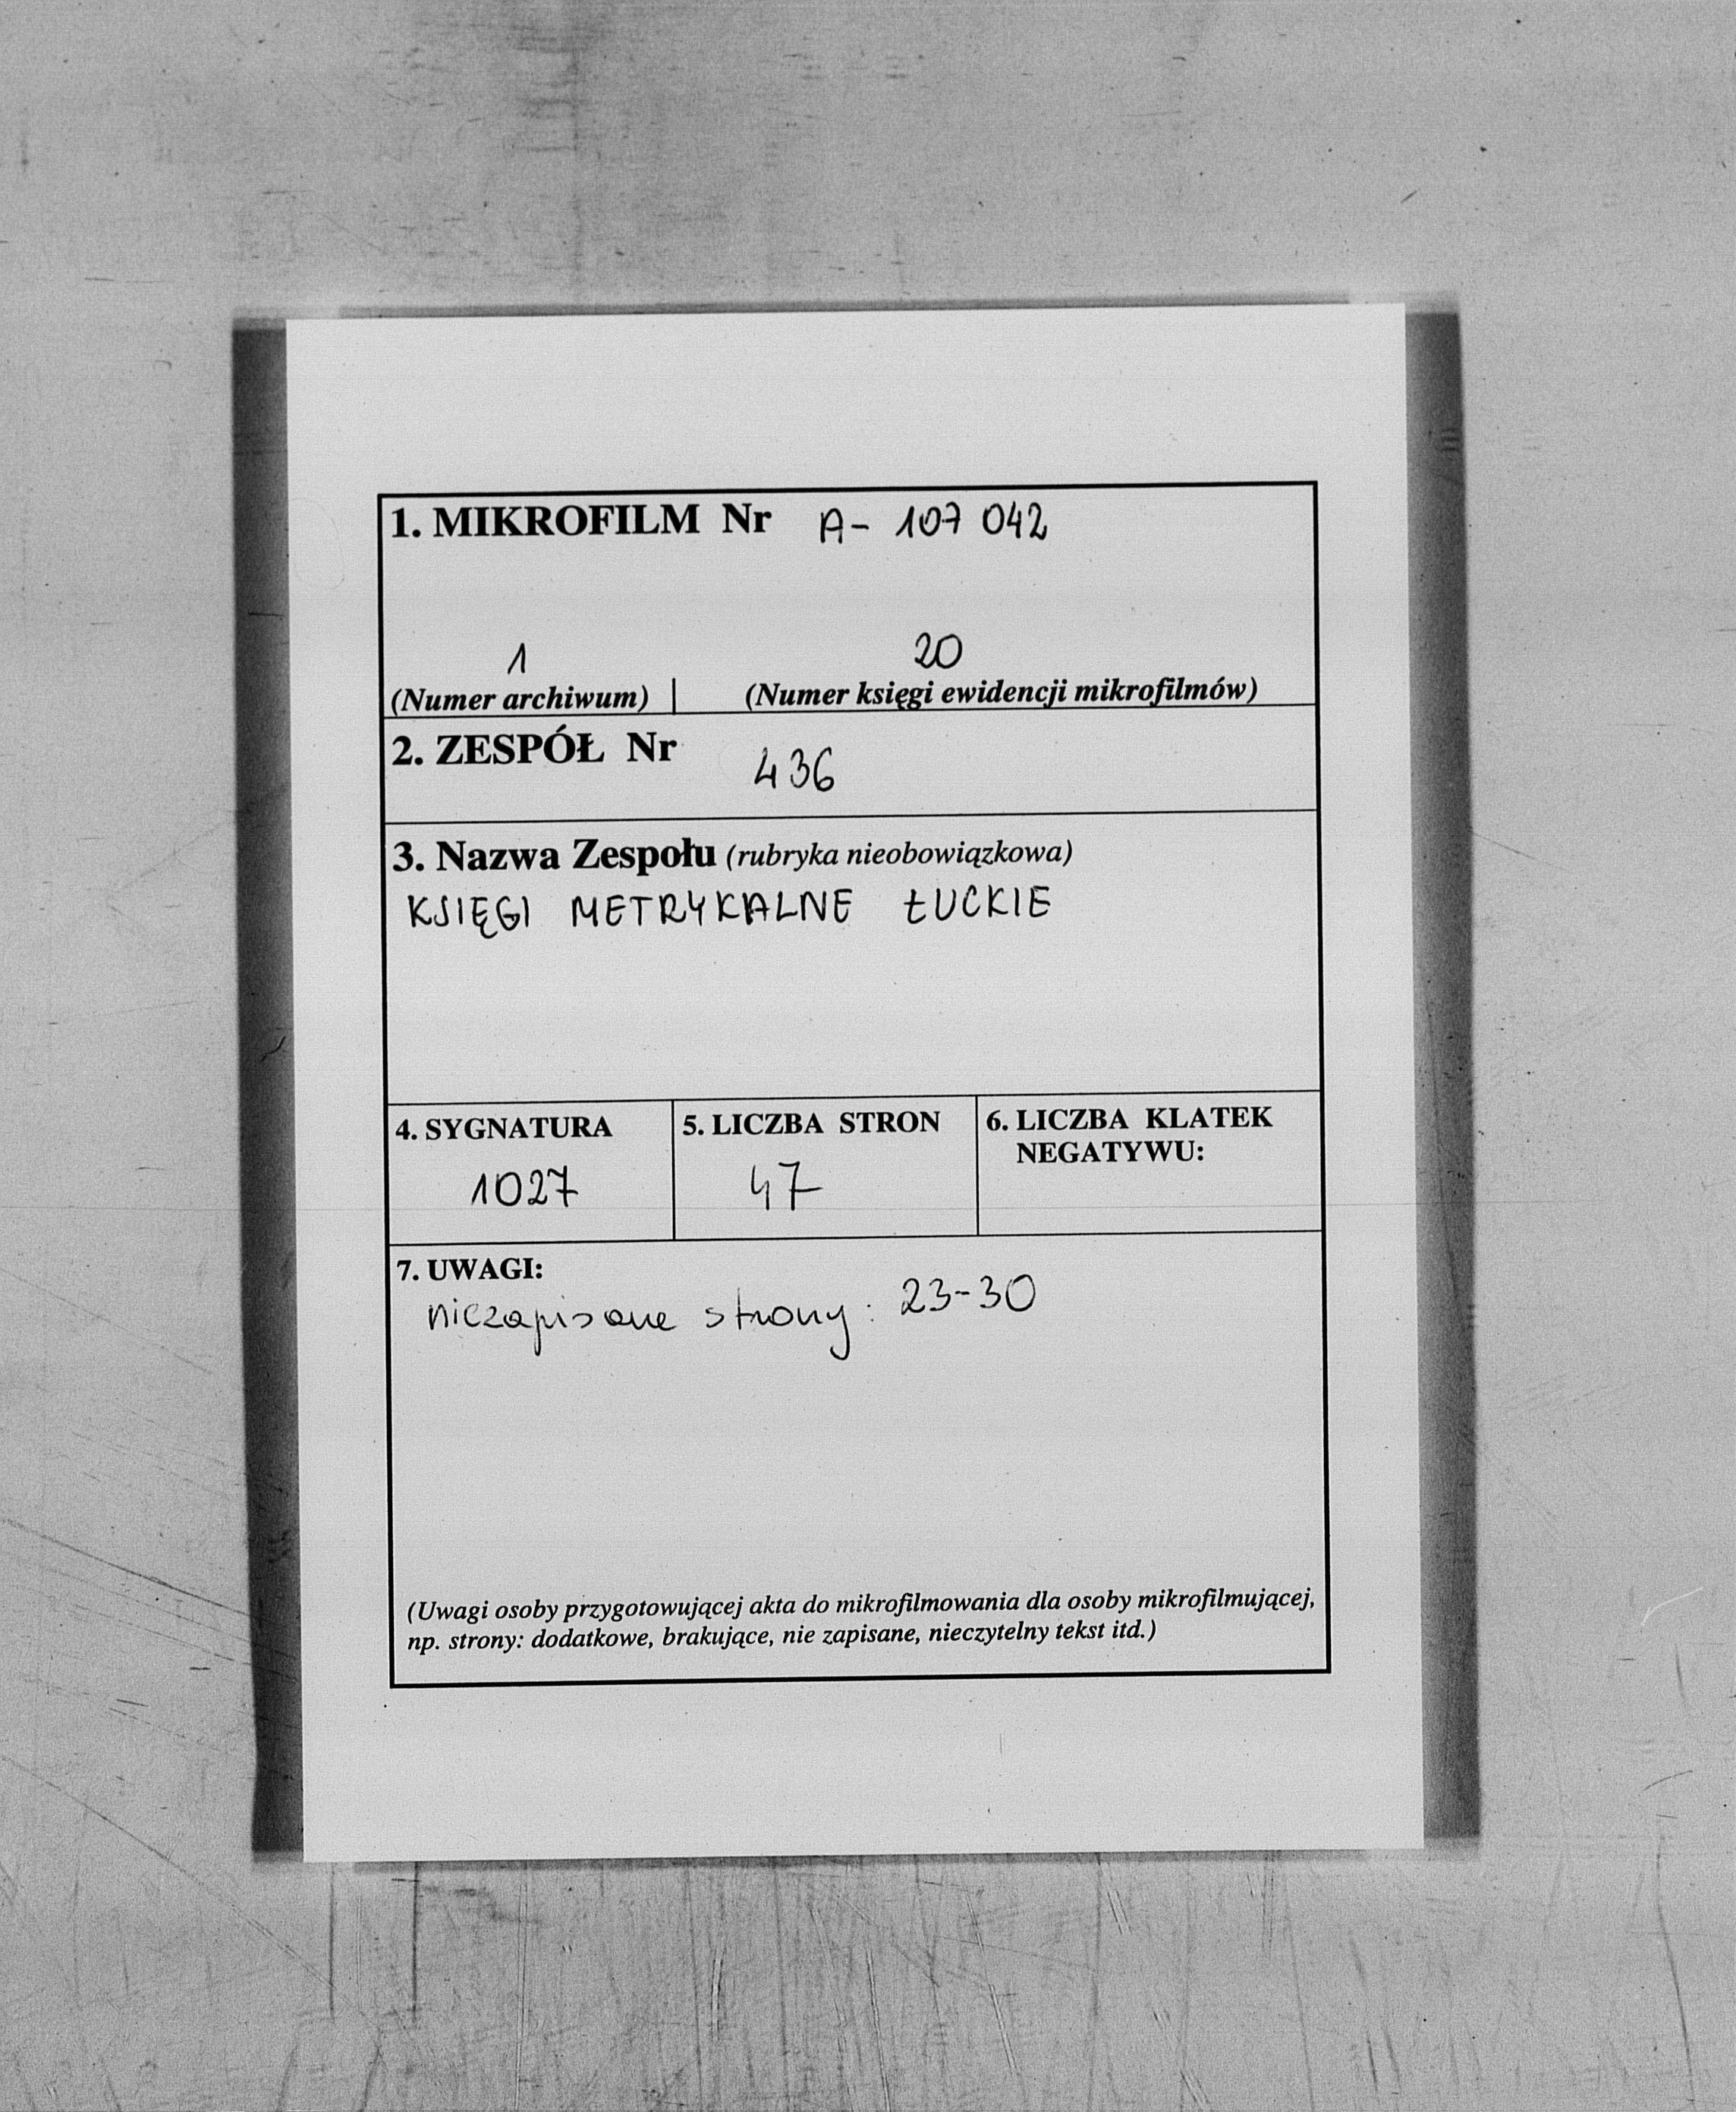 1. MIKROFILM Nr A- 107 042
1 20
(Numer archiwum) | (Numer księgi ewidencji mikrofilmów)
2. ZESPÓŁ Nr 436
3. Nazwa Zespołu (rubryka nieobowiązkowa)
KSIĘGI METRYKALNE ŁUCKIE
4. SYGNATURA
1027
5. LICZBA STRON
47
6. LICZBA KLATEK
NEGATYWU:
7. UWAGI:
niezapisane strony: 23-30
(Uwagi osoby przygotowującej akta do mikrofilmowania dla osoby mikrofilmującej,
np. strony: dodatkowe, brakujące, nie zapisane, nieczytelny tekst itd.)